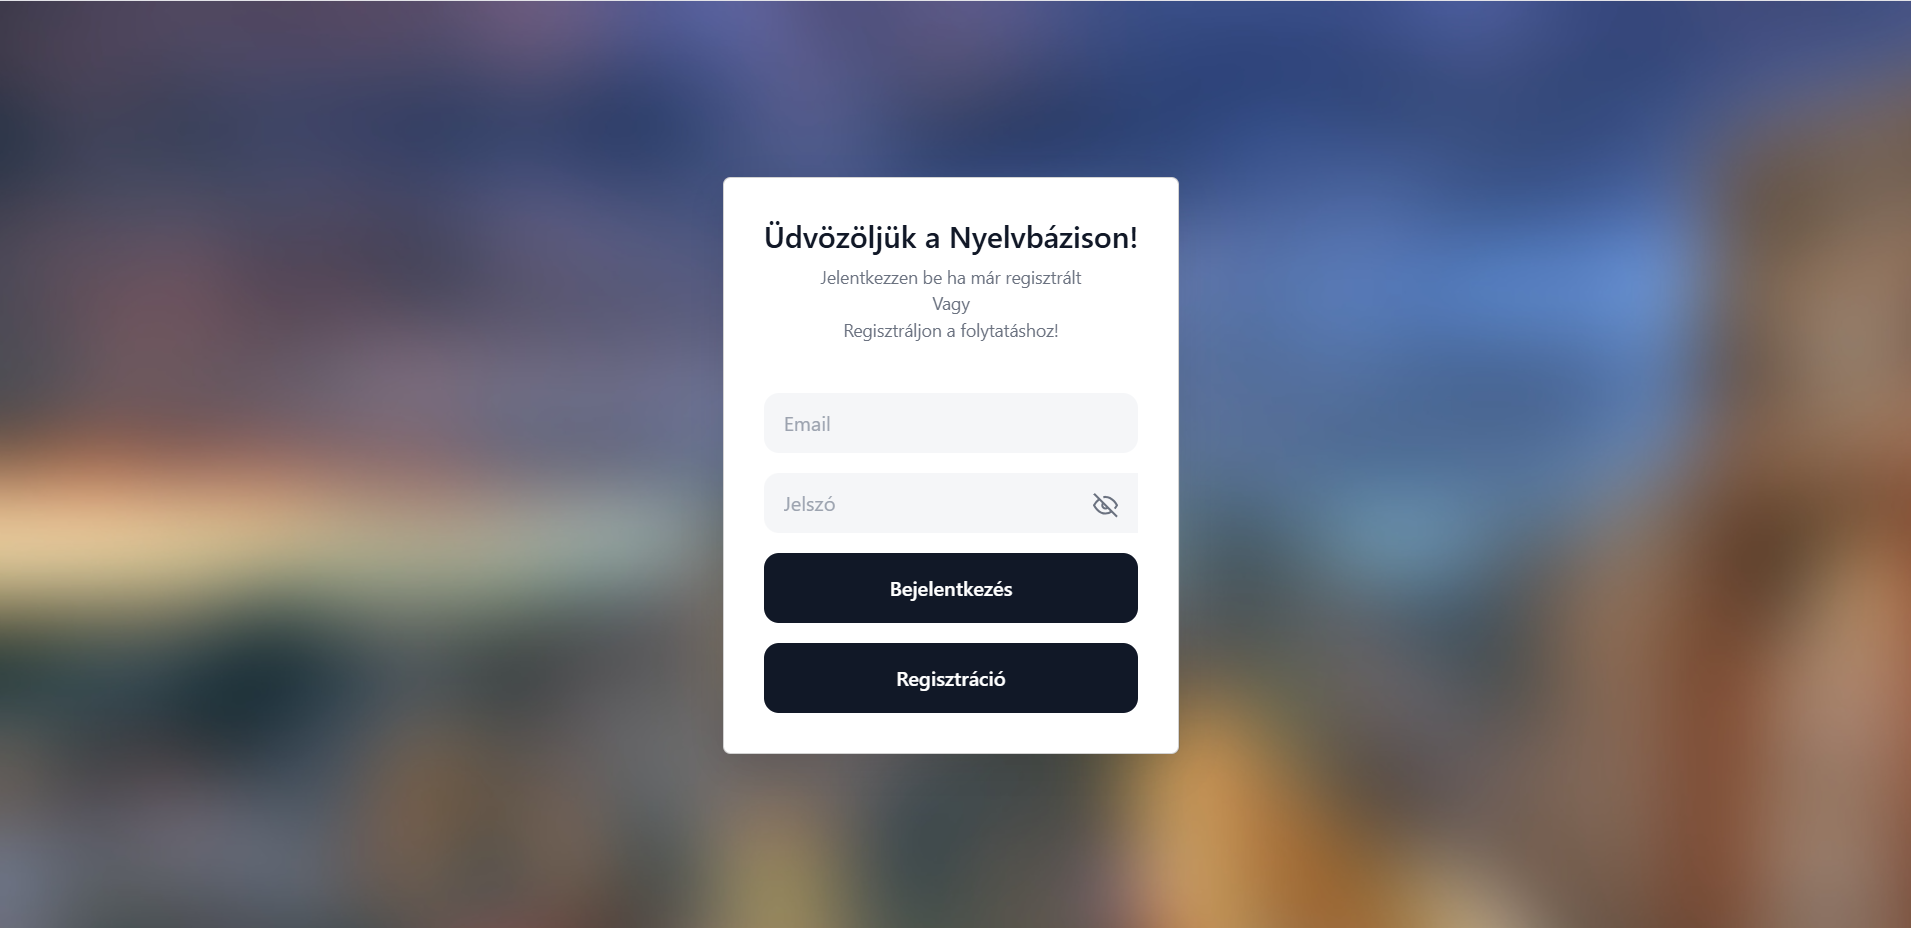 Üdvözöljük a Nyelvbázison!
Jelentkezzen be ha már regisztrált
Vagy
Regisztráljon a folytatáshoz!
Email
Jelszó
Bejelentkezés
Regisztráció